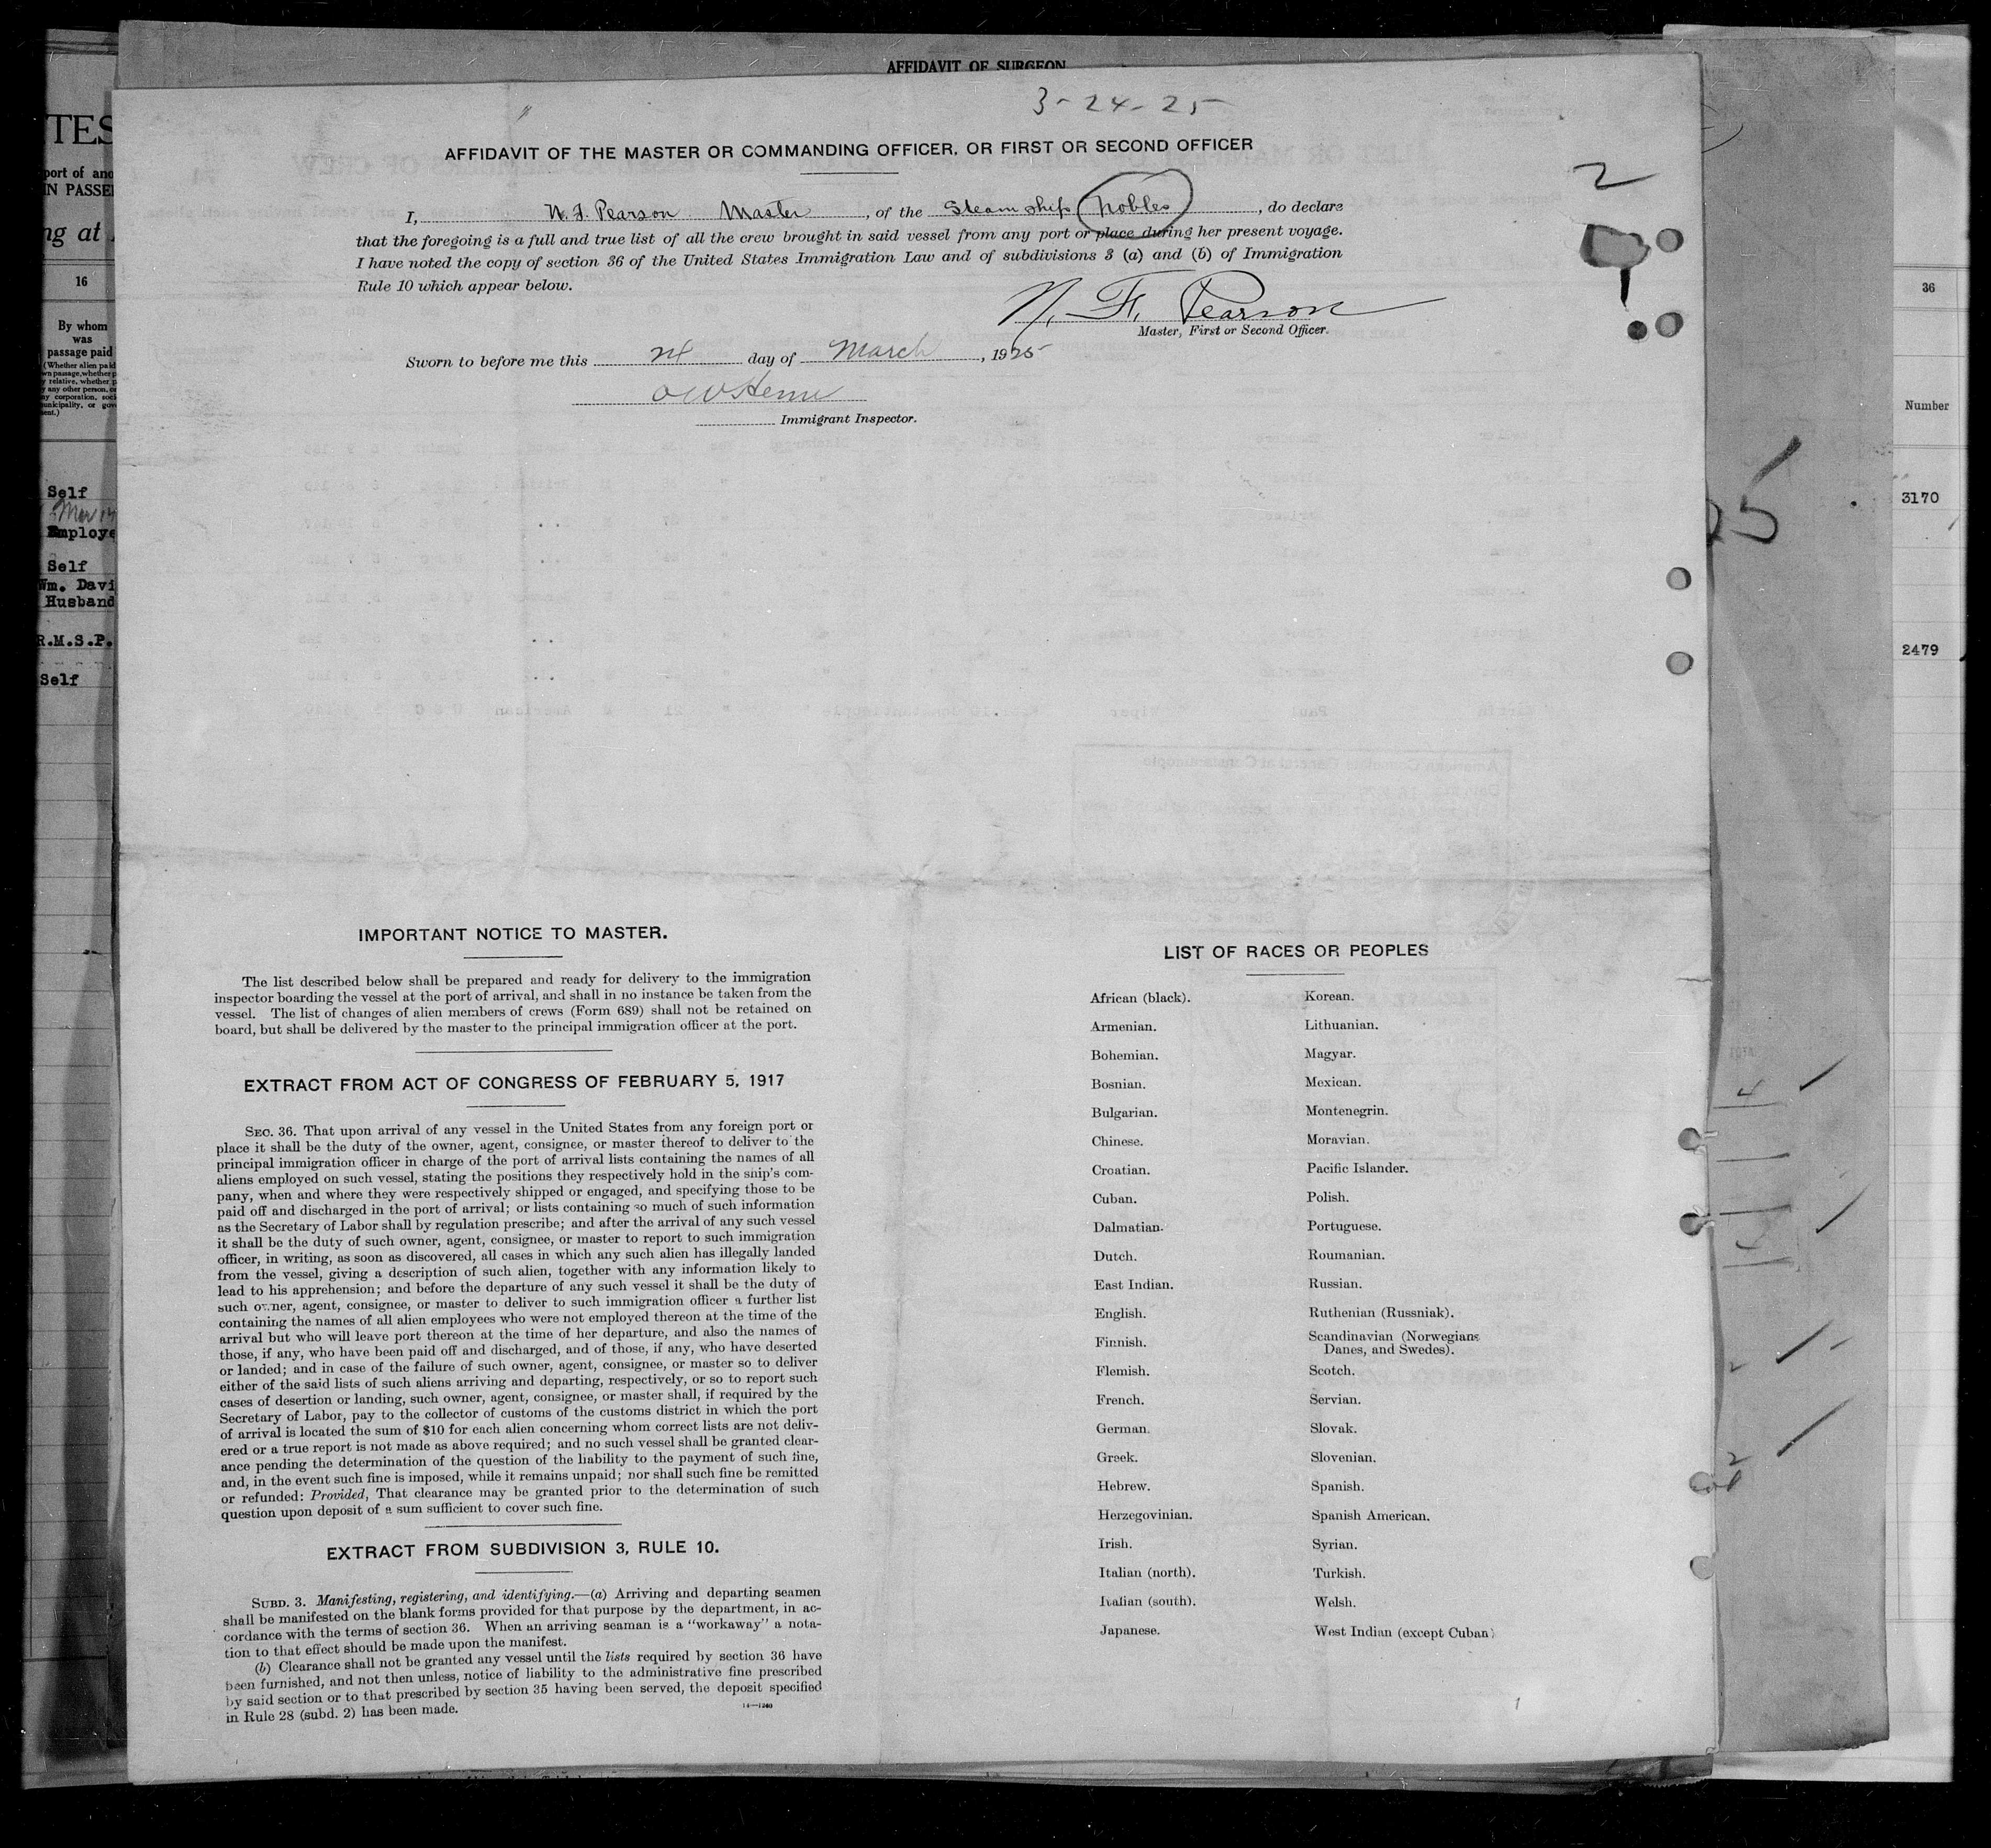 AFFIDAVIT OF SURGEON
3-24-25
AFFIDAVIT OF THE MASTER OR COMMANDING OFFICER, OR FIRST OR SECOND OFFICER
2
I, N. F. Pearson Master, of the Steamship Nobles, do declare
that the foregoing is a full and true list of all the crew brought in said vessel from any port or place during her present voyage.
I have noted the copy of section 36 of the United States Immigration Law and of subdivisions 3 (a) and (b) of Immigration
Rule 10 which appear below.
N. F. Pearson
Master, First or Second Officer.
Sworn to before me this 24 day of March, 1925
Immigrant Inspector.
IMPORTANT NOTICE TO MASTER.
The list described below shall be prepared and ready for delivery to the immigration
inspector boarding the vessel at the port of arrival, and shall in no instance be taken from the
vessel. The list of changes of alien members of crews (Form 689) shall not be retained on
board, but shall be delivered by the master to the principal immigration officer at the port.
EXTRACT FROM ACT OF CONGRESS OF FEBRUARY 5, 1917
SEC. 36. That upon arrival of any vessel in the United States from any foreign port or
place it shall be the duty of the owner, agent, consignee, or master thereof to deliver to the
principal immigration officer in charge of the port of arrival lists containing the names of all
aliens employed on such vessel, stating the positions they respectively hold in the ship's com-
pany, when and where they were respectively shipped or engaged, and specifying those to be
paid off and discharged in the port of arrival; or lists containing so much of such information
as the Secretary of Labor shall by regulation prescribe; and after the arrival of any such vessel
it shall be the duty of such owner, agent, consignee, or master to report to such immigration
officer, in writing, as soon as discovered, all cases in which any such alien has illegally landed
from the vessel, giving a description of such alien, together with any information likely to
lead to his apprehension; and before the departure of any such vessel it shall be the duty of
such owner, agent, consignee, or master to deliver to such immigration officer a further list
containing the names of all alien employees who were not employed thereon at the time of the
arrival but who will leave port thereon at the time of her departure, and also the names of
those, if any, who have been paid off and discharged, and of those, if any, who have deserted
or landed; and in case of the failure of such owner, agent, consignee, or master so to deliver
either of the said lists of such aliens arriving and departing, respectively, or so to report such
cases of desertion or landing, such owner, agent, consignee, or master shall, if required by the
Secretary of Labor, pay to the collector of customs of the customs district in which the port
of arrival is located the sum of $10 for each alien concerning whom correct lists are not deliv-
ered or a true report is not made as above required; and no such vessel shall be granted clear-
ance pending the determination of the question of the liability to the payment of such fine,
and, in the event such fine is imposed, while it remains unpaid; nor shall such fine be remitted
or refunded: Provided, That clearance may be granted prior to the determination of such
question upon deposit of a sum sufficient to cover such fine.
EXTRACT FROM SUBDIVISION 3, RULE 10.
SUBD. 3. Manifesting, registering, and identifying.—(a) Arriving and departing seamen
shall be manifested on the blank forms provided for that purpose by the department, in ac-
cordance with the terms of section 36. When an arriving seaman is a "workaway" a nota-
tion to that effect should be made upon the manifest.
(b) Clearance shall not be granted any vessel until the lists required by section 36 have
been furnished, and not then unless, notice of liability to the administrative fine prescribed
by said section or to that prescribed by section 35 having been served, the deposit specified
in Rule 28 (subd. 2) has been made.
14—1240
LIST OF RACES OR PEOPLES
African (black).
Armenian.
Bohemian.
Bosnian.
Bulgarian.
Chinese.
Croatian.
Cuban.
Dalmatian.
Dutch.
East Indian.
English.
Finnish.
Flemish.
French.
German.
Greek.
Hebrew.
Herzegovinian.
Irish.
Italian (north).
Italian (south).
Japanese.
Korean.
Lithuanian.
Magyar.
Mexican.
Montenegrin.
Moravian.
Pacific Islander.
Polish.
Portuguese.
Roumanian.
Russian.
Ruthenian (Russniak).
Scandinavian (Norwegians
Danes, and Swedes).
Scotch.
Servian.
Slovak.
Slovenian.
Spanish.
Spanish American.
Syrian.
Turkish.
Welsh.
West Indian (except Cuban)
1
TES
port of
IN
ng at
16
By whom
was
passage paid
(Whether alien paid
Self
Self
Wm. Davi
Husband
R.M.S.P.
Self
36
Number
3170
2479
25